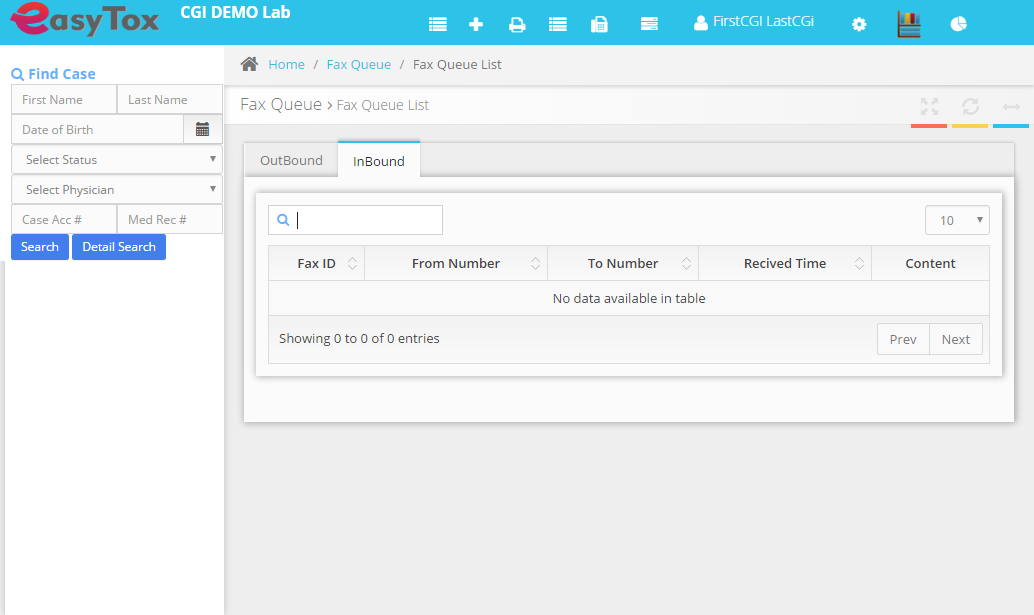 easyTox
CGI DEMO Lab
FirstCGI LastCGi
Find Case
First Name Last Name
Date of Birth
Select Status
Select Physician
Case Acc # Med Rec #
Search Detail Search
Home / Fax Queue / Fax Queue List
Fax Queue > Fax Queue List
OutBound InBound
10
Fax ID From Number To Number Recived Time Content
No data available in table
Showing 0 to 0 of 0 entries
Prev Next